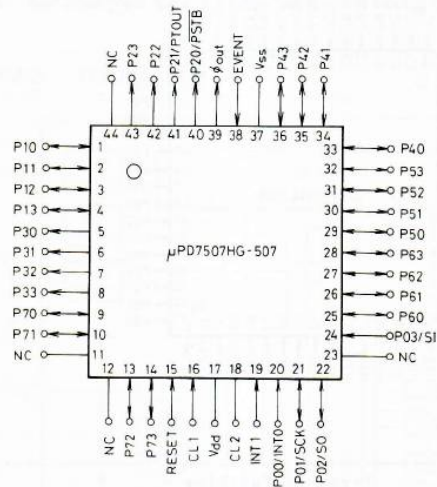 NC
P23
P22
P21/PTOUT
P20/PSTB
φout
EVENT
Vss
P43
P42
P41
44 43 42 41 40 39 38 37 36 35 34
P10 1
P11 2
P12 3
P13 4
P30 5
P31 6
P32 7
P33 8
P70 9
P71 10
NC 11
μPD7507HG-507
33 P40
32 P53
31 P52
30 P51
29 P50
28 P63
27 P62
26 P61
25 P60
24 P03/SI
23 NC
12 13 14 15 16 17 18 19 20 21 22
NC
P72
P73
RESET
CL1
Vdd
CL2
INT1
P00/INT0
P01/SCK
P02/SO